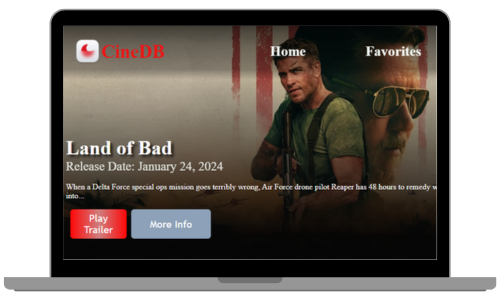 CineDB
Home
Favorites
Land of Bad
Release Date: January 24, 2024
When a Delta Force special ops mission goes terribly wrong, Air Force drone pilot Reaper has 48 hours to remedy w
into...
Play
Trailer
More Info